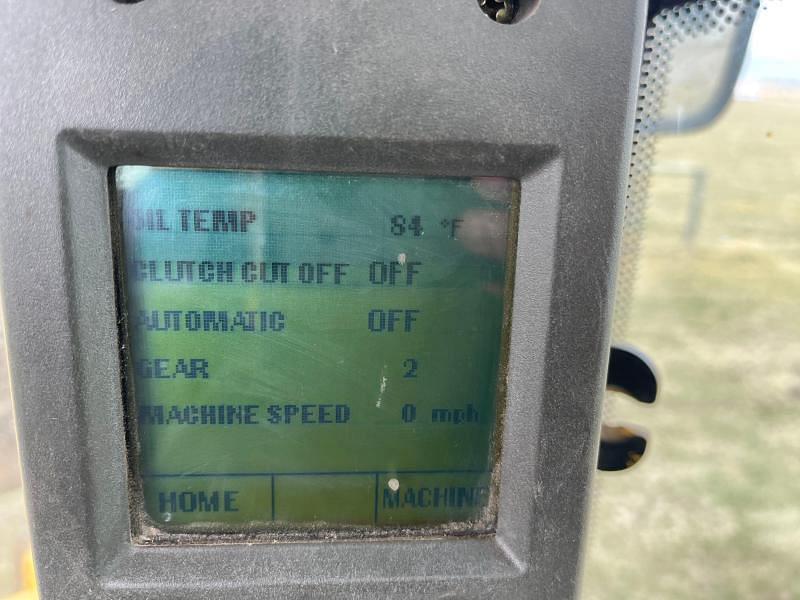 OIL TEMP 84 °F
CLUTCH CUT OFF OFF
AUTOMATIC OFF
GEAR 2
MACHINE SPEED 0 mph
HOME MACHINE